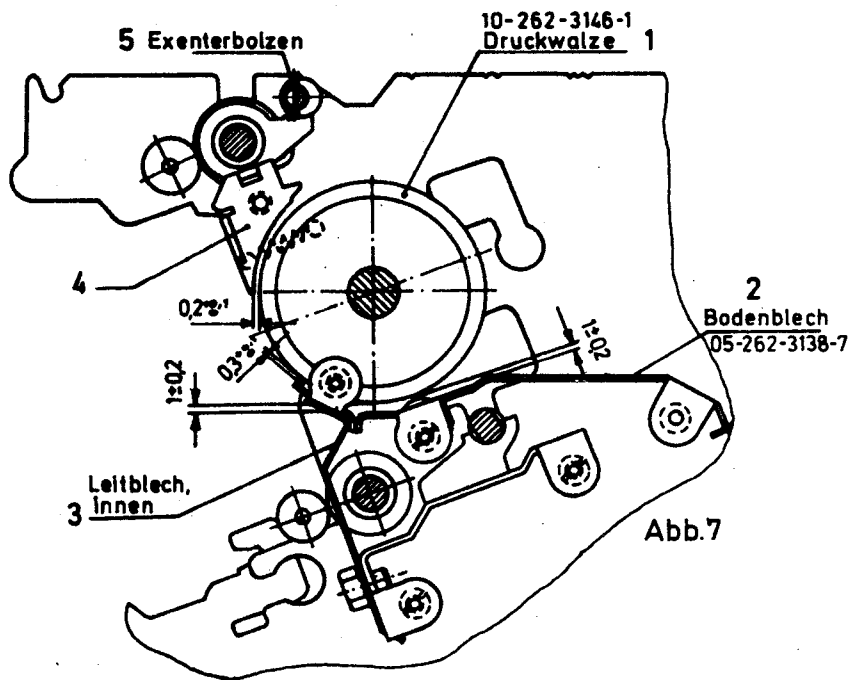 10-262-3146-1
5 Exenterbolzen
Druckwalze 1
4
2
Bodenblech
05-262-3138-7
1±0,2
1±0,2
Leitblech,
3 innen
Abb.7